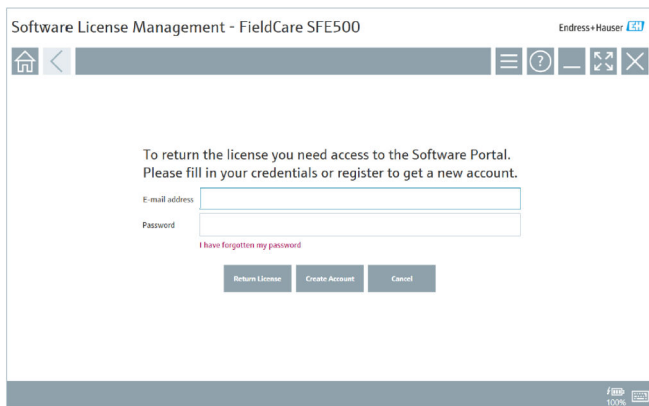 Software License Management - FieldCare SFE500
Endress+Hauser EH
To return the license you need access to the Software Portal.
Please fill in your credentials or register to get a new account.
E-mail address
Password
I have forgotten my password
Return License Create Account Cancel
100%